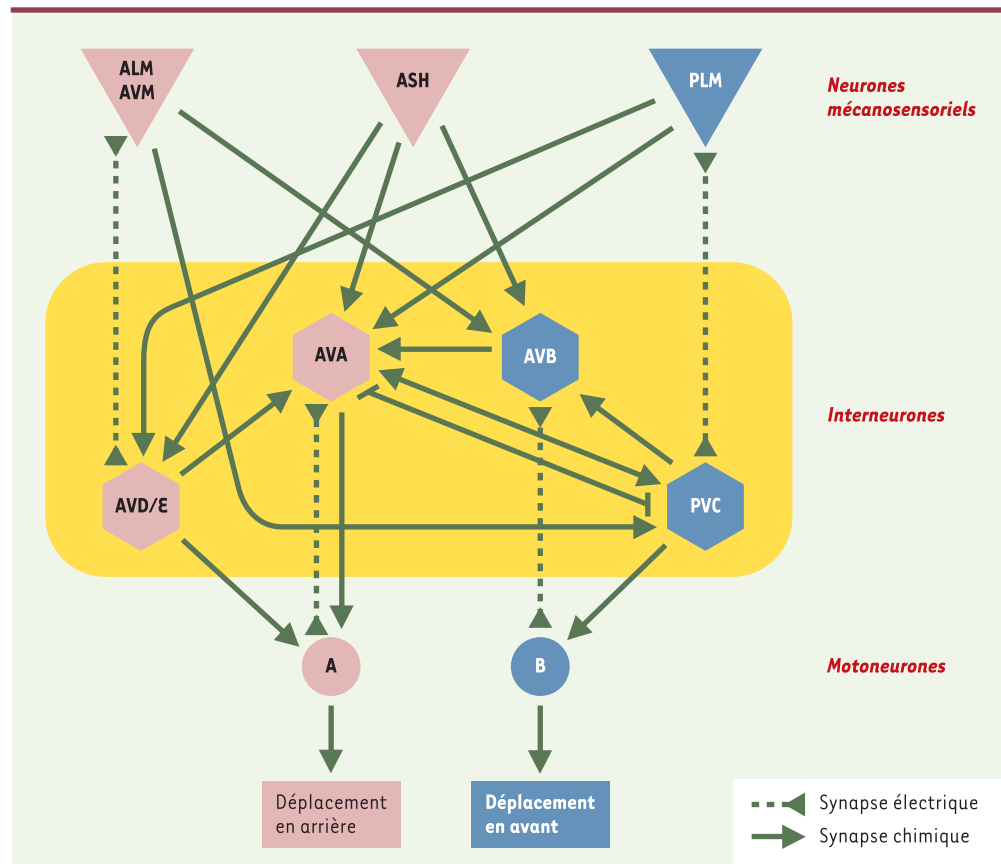 ALM
AVM
ASH
PLM
Neurones
mécanosensoriels
AVA
AVB
Interneurones
AVD/E
PVC
A
B
Motoneurones
Déplacement
en arrière
Déplacement
en avant
Synapse électrique
Synapse chimique